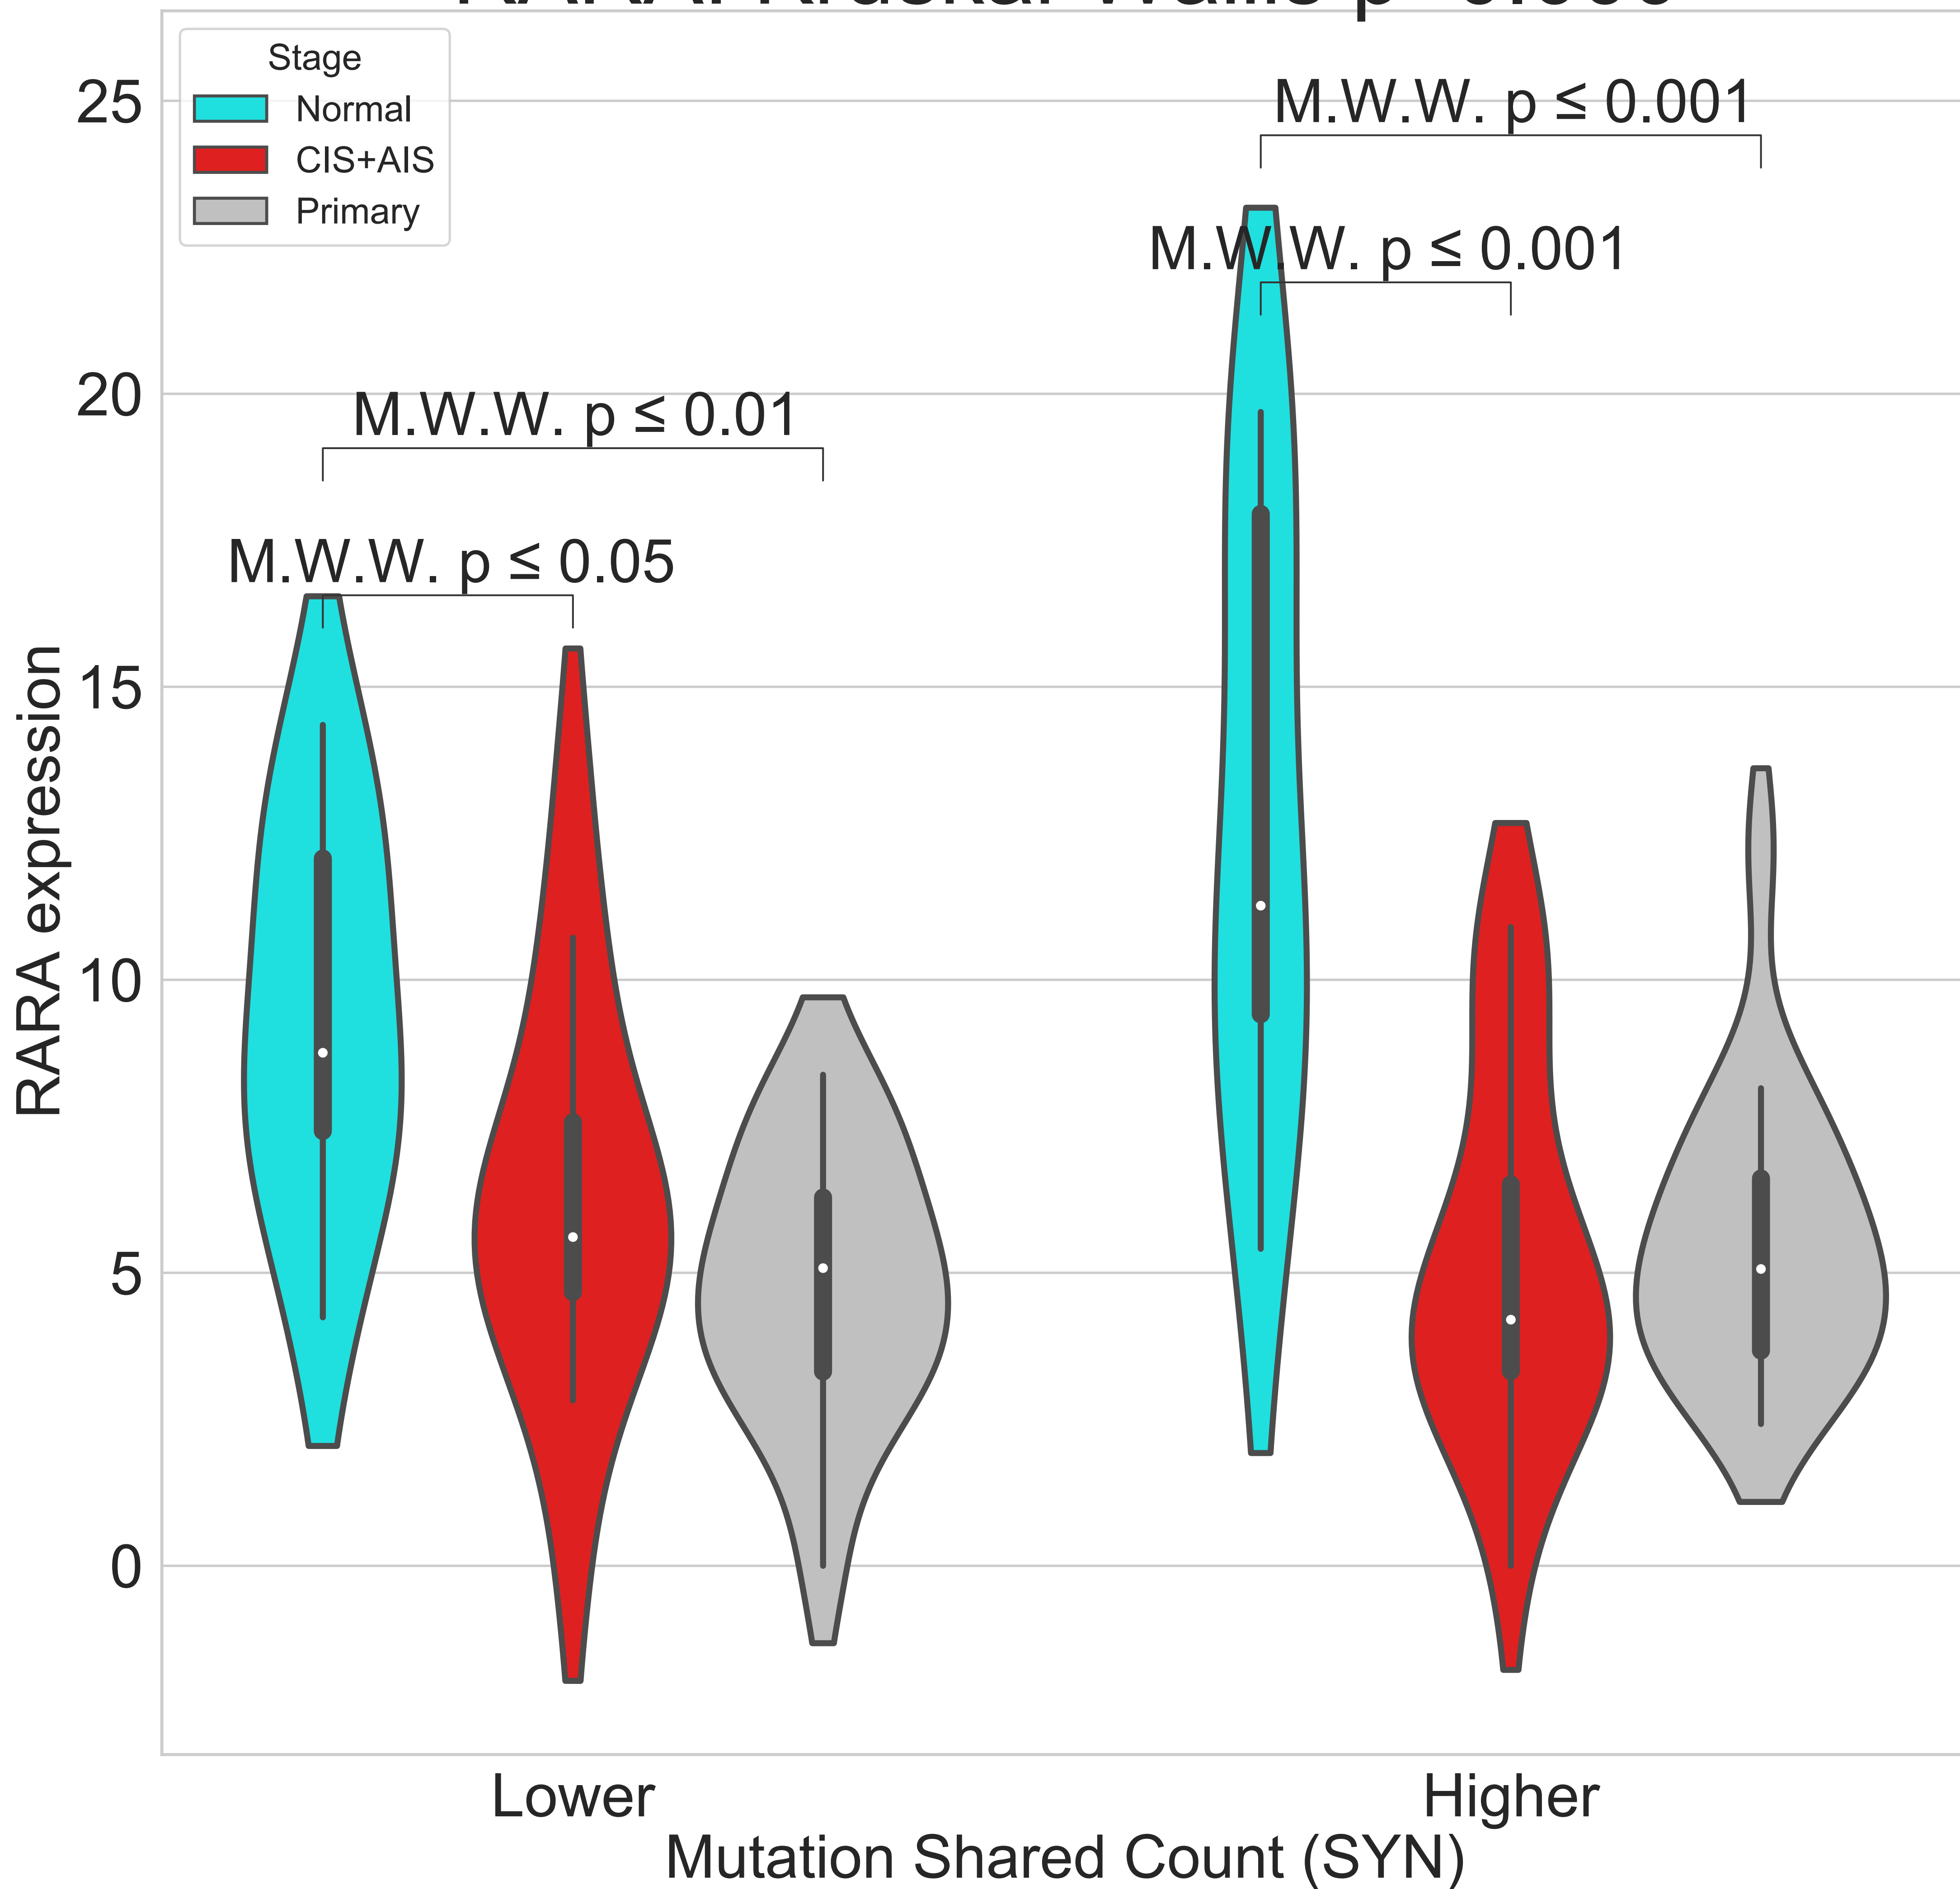 Stage
Normal
CIS+AIS
Primary
M.W.W. p ≤ 0.001
M.W.W. p ≤ 0.001
M.W.W. p ≤ 0.01
M.W.W. p ≤ 0.05
RARA expression
25
20
15
10
5
0
Lower
Higher
Mutation Shared Count (SYN)